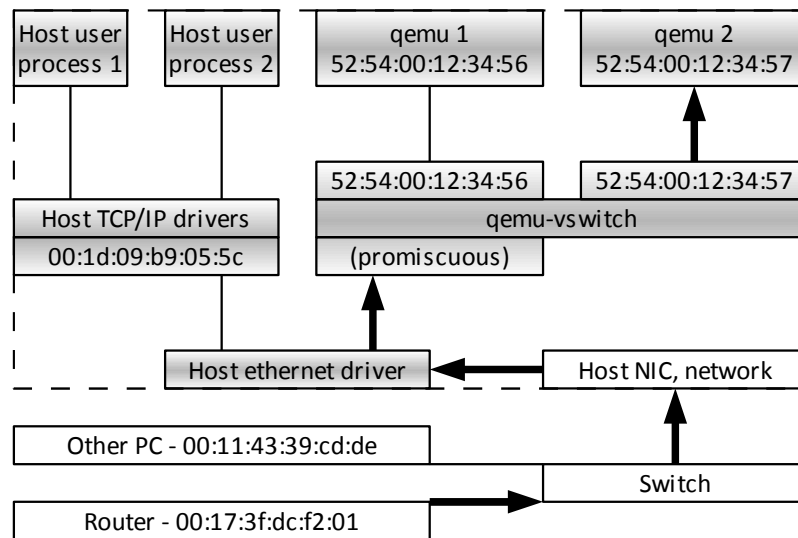 Host user
process 1
Host user
process 2
qemu 1
52:54:00:12:34:56
qemu 2
52:54:00:12:34:57
52:54:00:12:34:56
52:54:00:12:34:57
Host TCP/IP drivers
qemu-vswitch
00:1d:09:b9:05:5c
(promiscuous)
Host ethernet driver
Host NIC, network
Other PC - 00:11:43:39:cd:de
Switch
Router - 00:17:3f:dc:f2:01